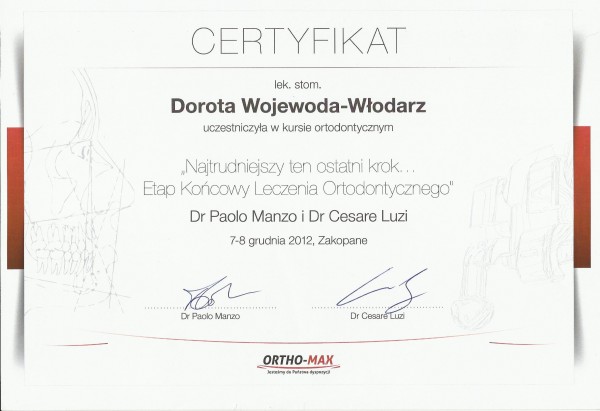 CERTYFIKAT
lek. stom.
Dorota Wojewoda-Włodarz
uczestniczyła w kursie ortodontycznym
„Najtrudniejszy ten ostatni krok...
Etap Końcowy Leczenia Ortodontycznego"
Dr Paolo Manzo i Dr Cesare Luzi
7-8 grudnia 2012, Zakopane
Dr Paolo Manzo
Dr Cesare Luzi
ORTHO-MAX
Jesteśmy do Państwa dyspozycji